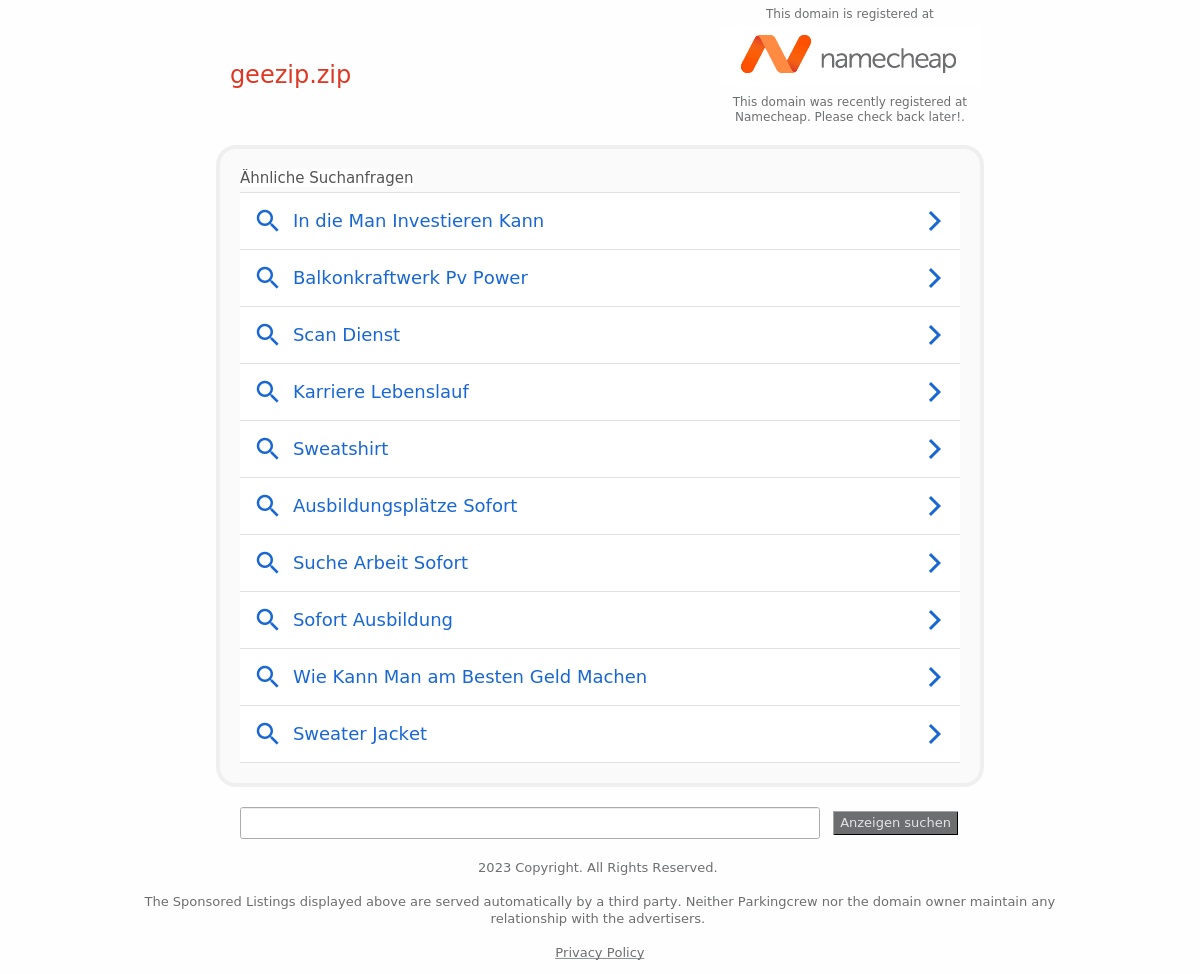 This domain is registered at
namecheap
geezip.zip
This domain was recently registered at
Namecheap. Please check back later!.
Ähnliche Suchanfragen
In die Man Investieren Kann
Balkonkraftwerk Pv Power
Scan Dienst
Karriere Lebenslauf
Sweatshirt
Ausbildungsplätze Sofort
Suche Arbeit Sofort
Sofort Ausbildung
Wie Kann Man am Besten Geld Machen
Sweater Jacket
Anzeigen suchen
2023 Copyright. All Rights Reserved.
The Sponsored Listings displayed above are served automatically by a third party. Neither Parkingcrew nor the domain owner maintain any
relationship with the advertisers.
Privacy Policy